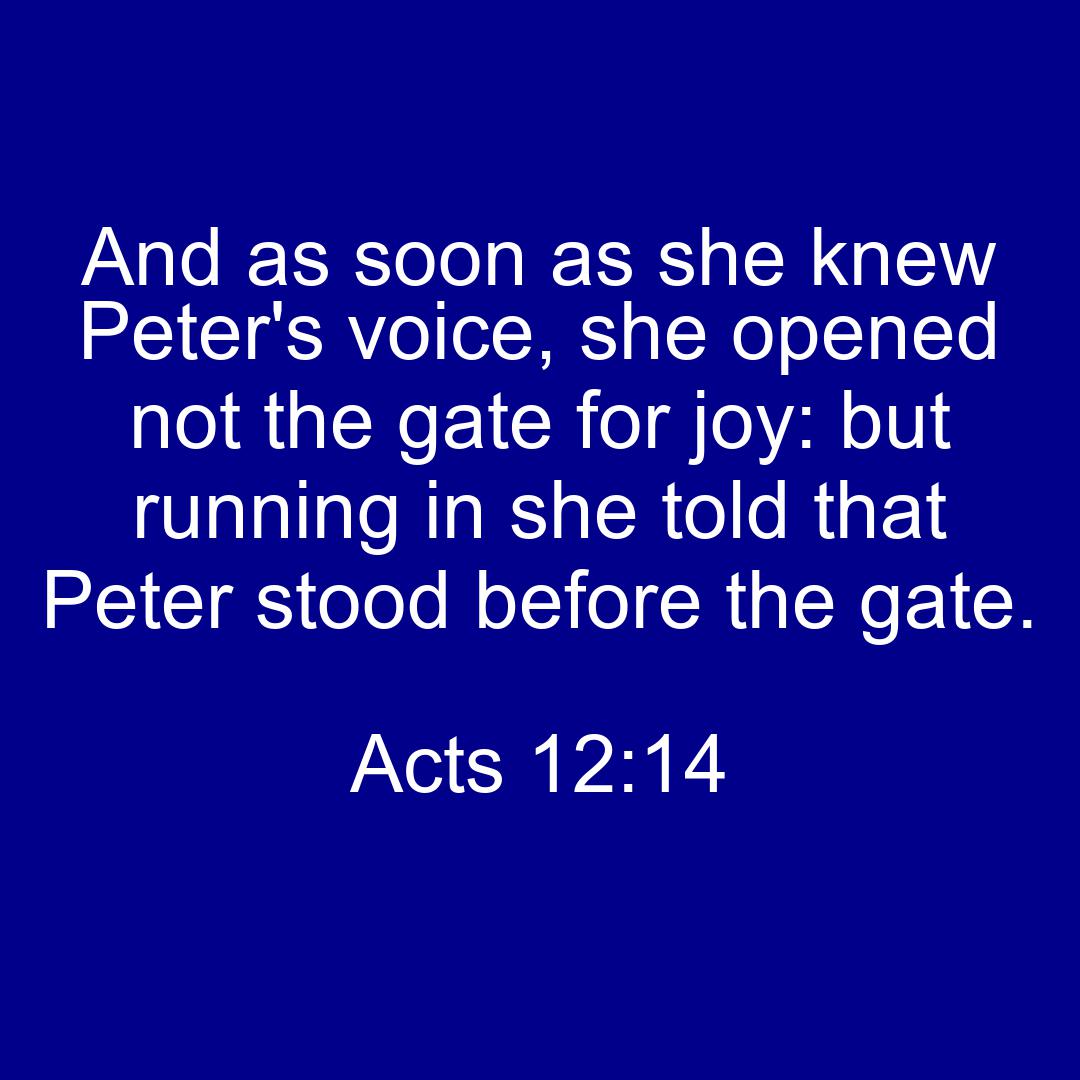 And as soon as she knew
Peter's voice, she opened
not the gate for joy: but
running in she told that
Peter stood before the gate.
Acts 12:14